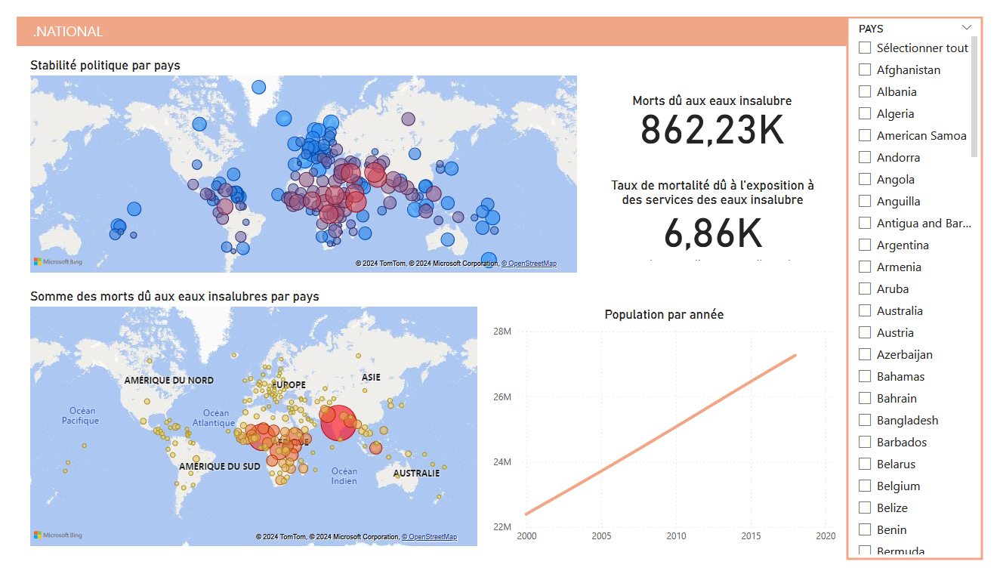 .NATIONAL
Stabilité politique par pays
Microsoft Bing
© 2024 TomTom, © 2024 Microsoft Corporation, © OpenStreetMap
Morts dû aux eaux insalubre
862,23K
Taux de mortalité dû à l'exposition à
des services des eaux insalubre
6,86K
Somme des morts dû aux eaux insalubres par pays
AMÉRIQUE DU NORD
EUROPE
ASIE
Océan
Pacifique
Océan
Atlantique
AMÉRIQUE DU SUD
Océan
Indien
AUSTRALIE
Microsoft Bing
© 2024 TomTom, © 2024 Microsoft Corporation, © OpenStreetMap
Population par année
28M
26M
24M
22M
2000
2005
2010
2015
2020
PAYS
Sélectionner tout
Afghanistan
Albania
Algeria
American Samoa
Andorra
Angola
Anguilla
Antigua and Bar...
Argentina
Armenia
Aruba
Australia
Austria
Azerbaijan
Bahamas
Bahrain
Bangladesh
Barbados
Belarus
Belgium
Belize
Benin
Bermuda